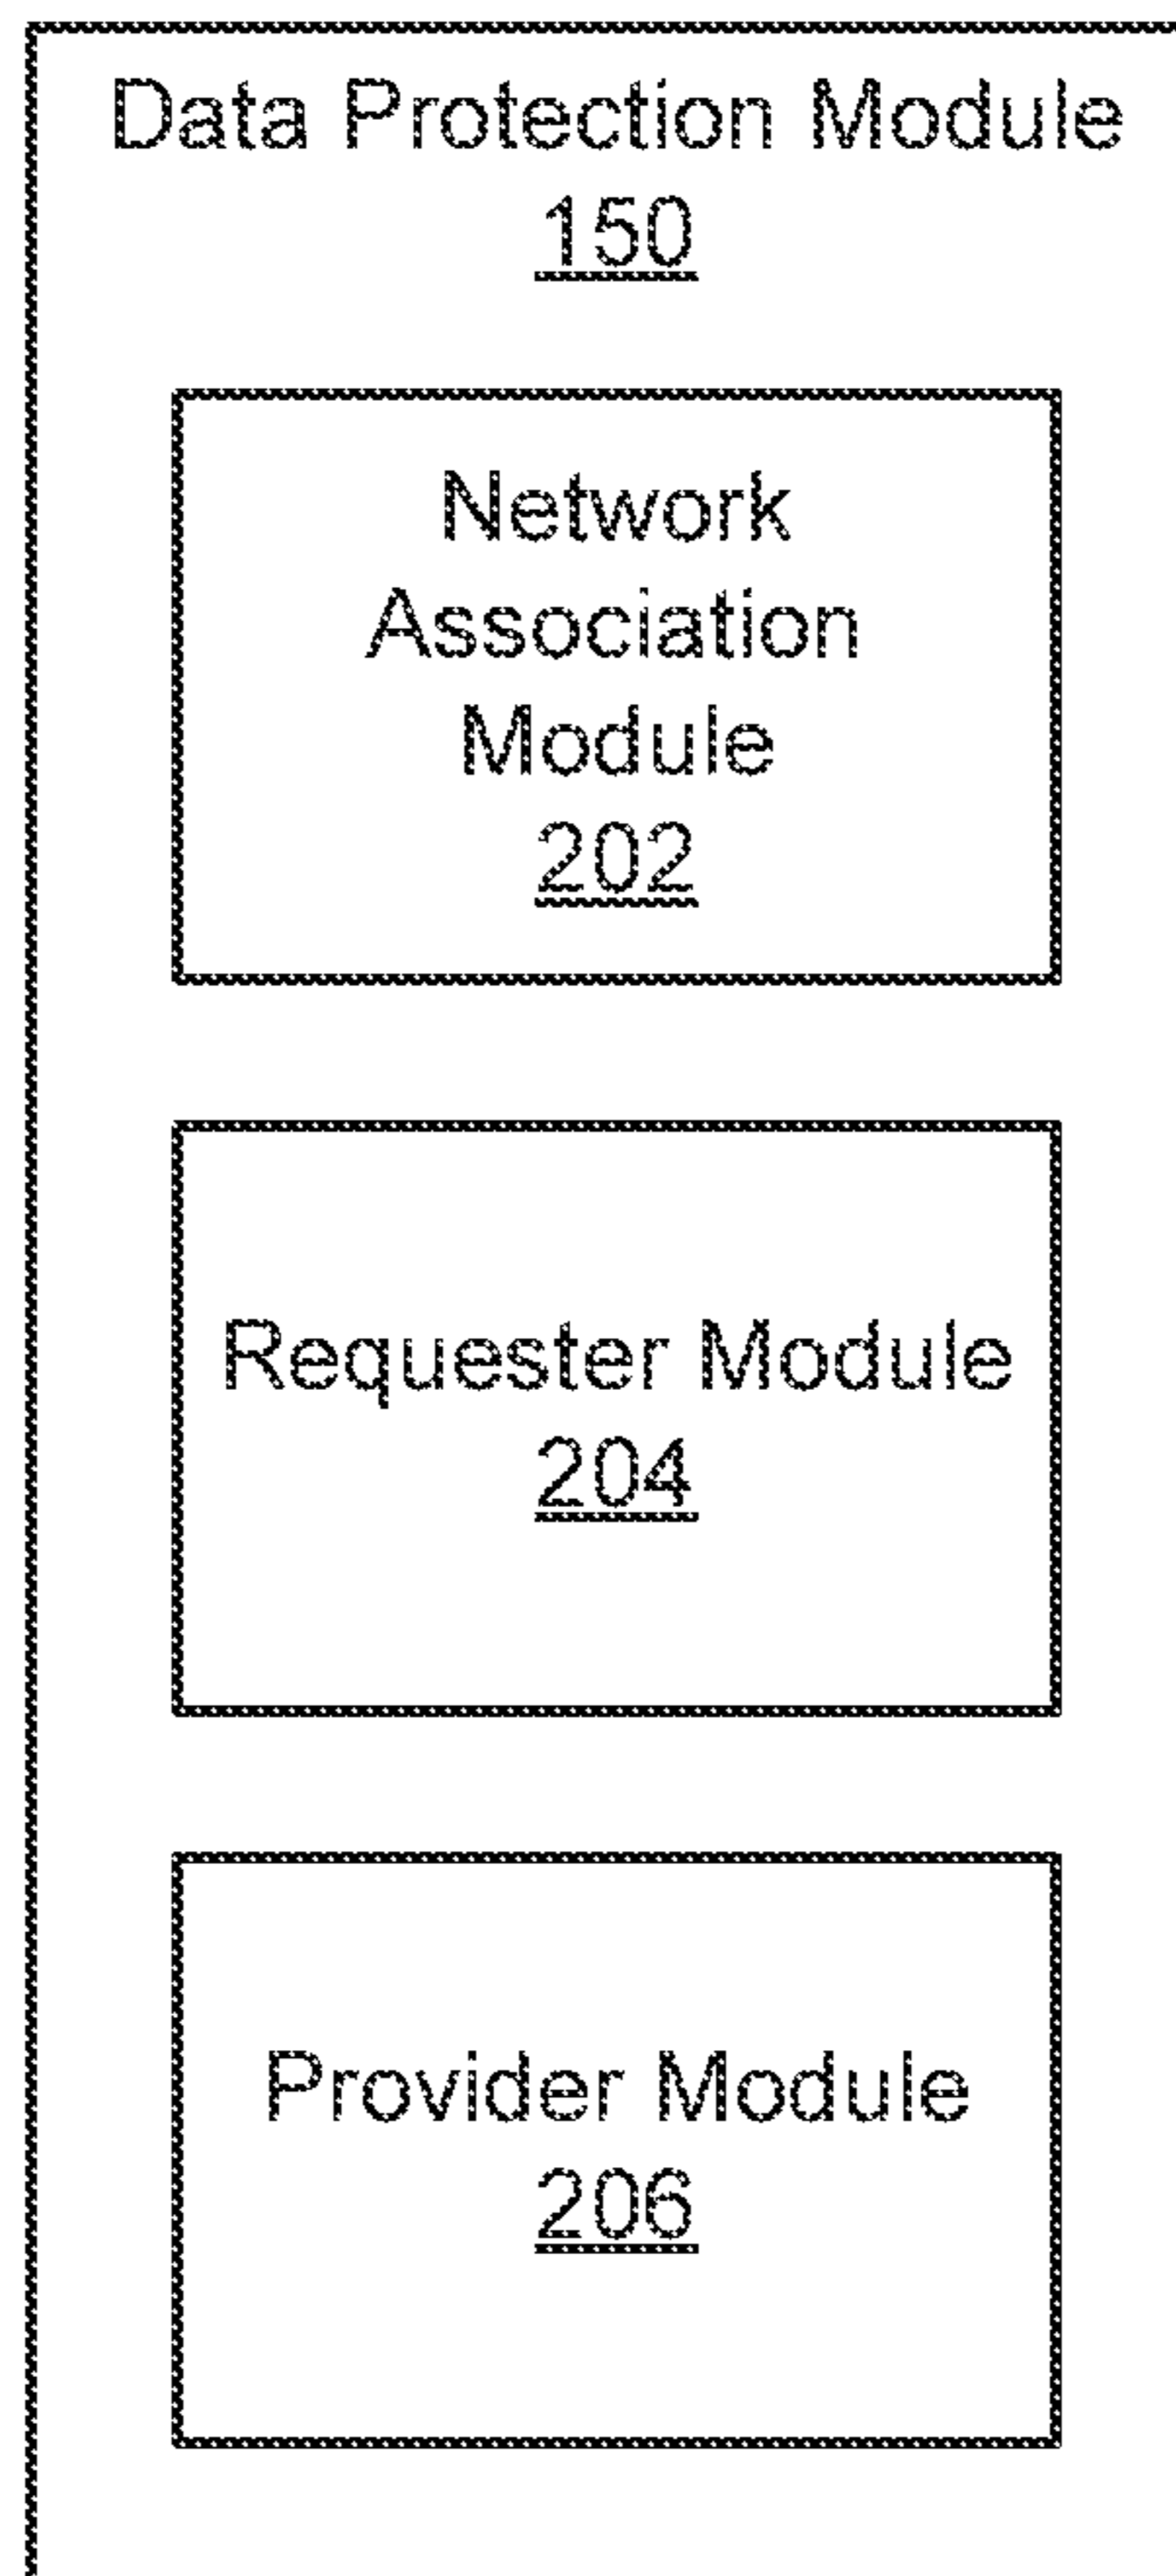 Data Protection Module
150
Network
Association
Module
202
Requester Module
204
Provider Module
206